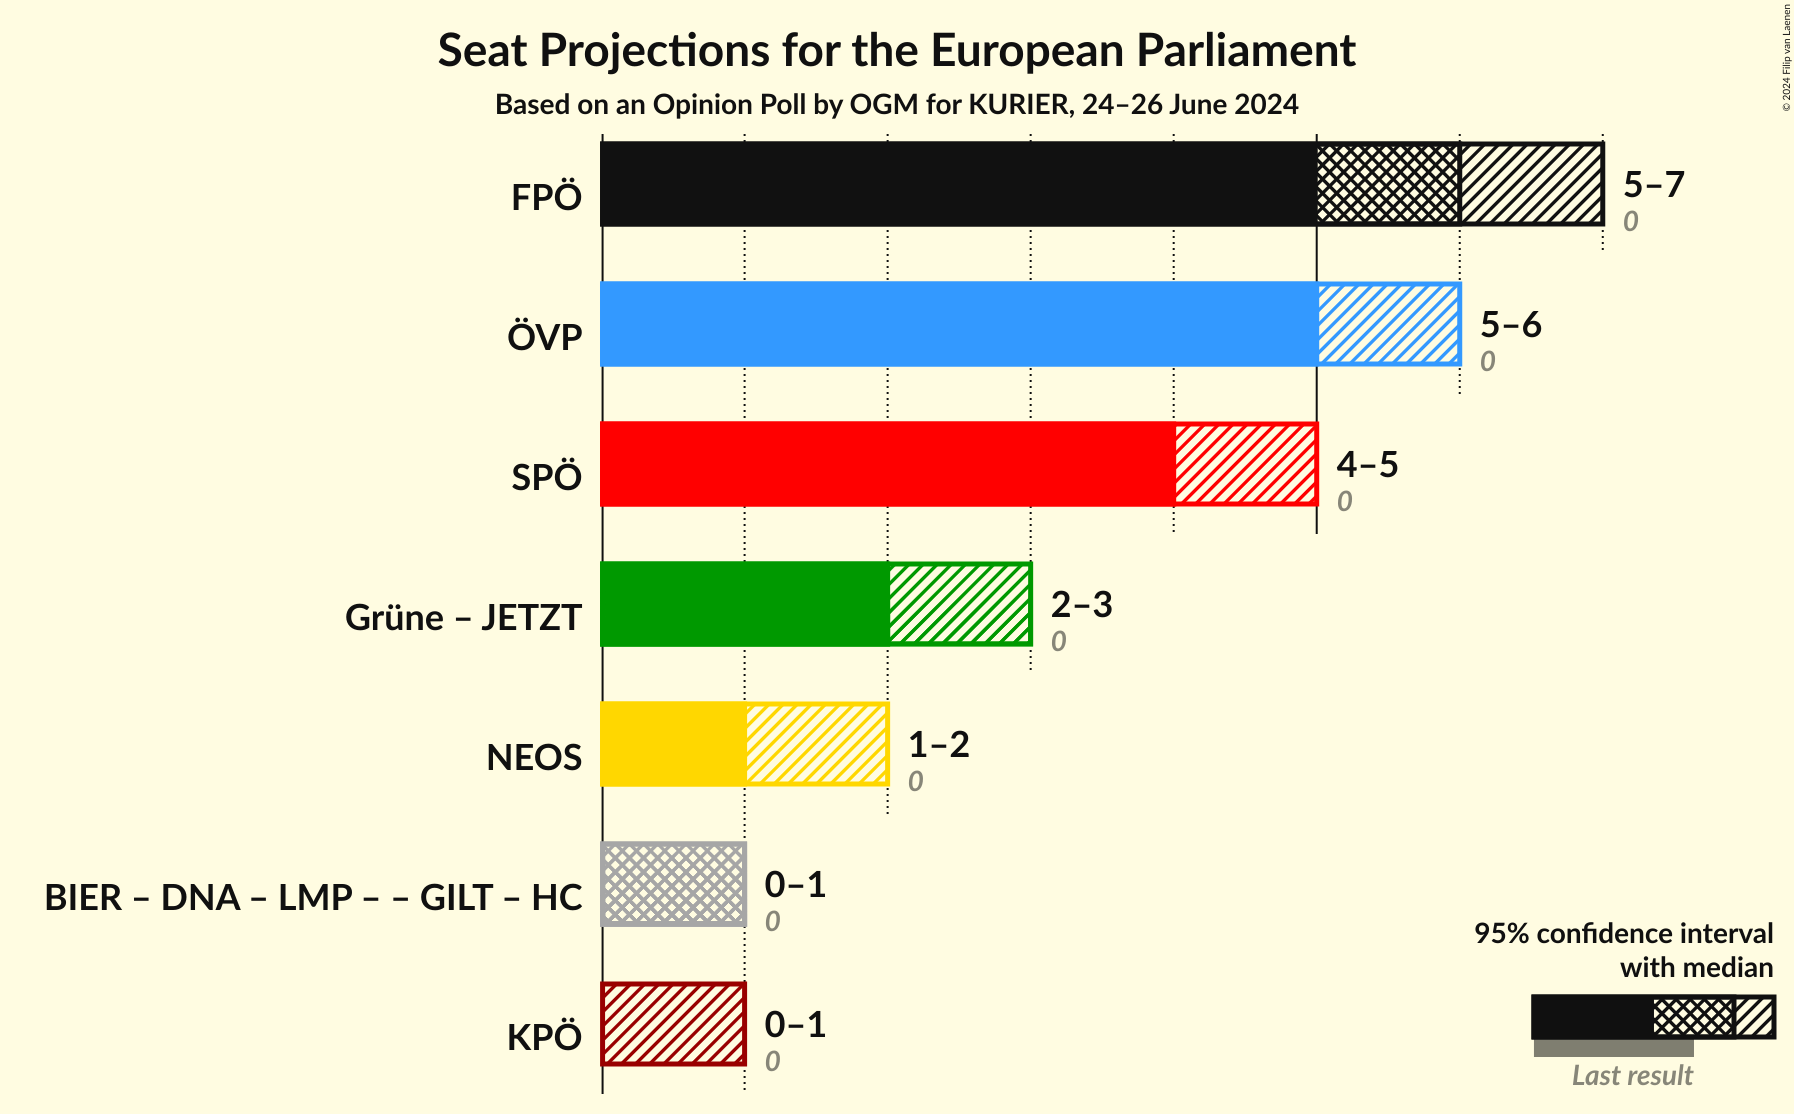 Seat Projections for the European Parliament
Based on an Opinion Poll by OGM for KURIER, 24–26 June 2024
© 2024 Filip van Laenen
FPÖ
5–7
0
ÖVP
5–6
0
SPÖ
4–5
0
Grüne – JETZT
2–3
0
NEOS
1–2
0
BIER – DNA – LMP – – GILT – HC
0–1
0
KPÖ
0–1
0
95% confidence interval
with median
Last result